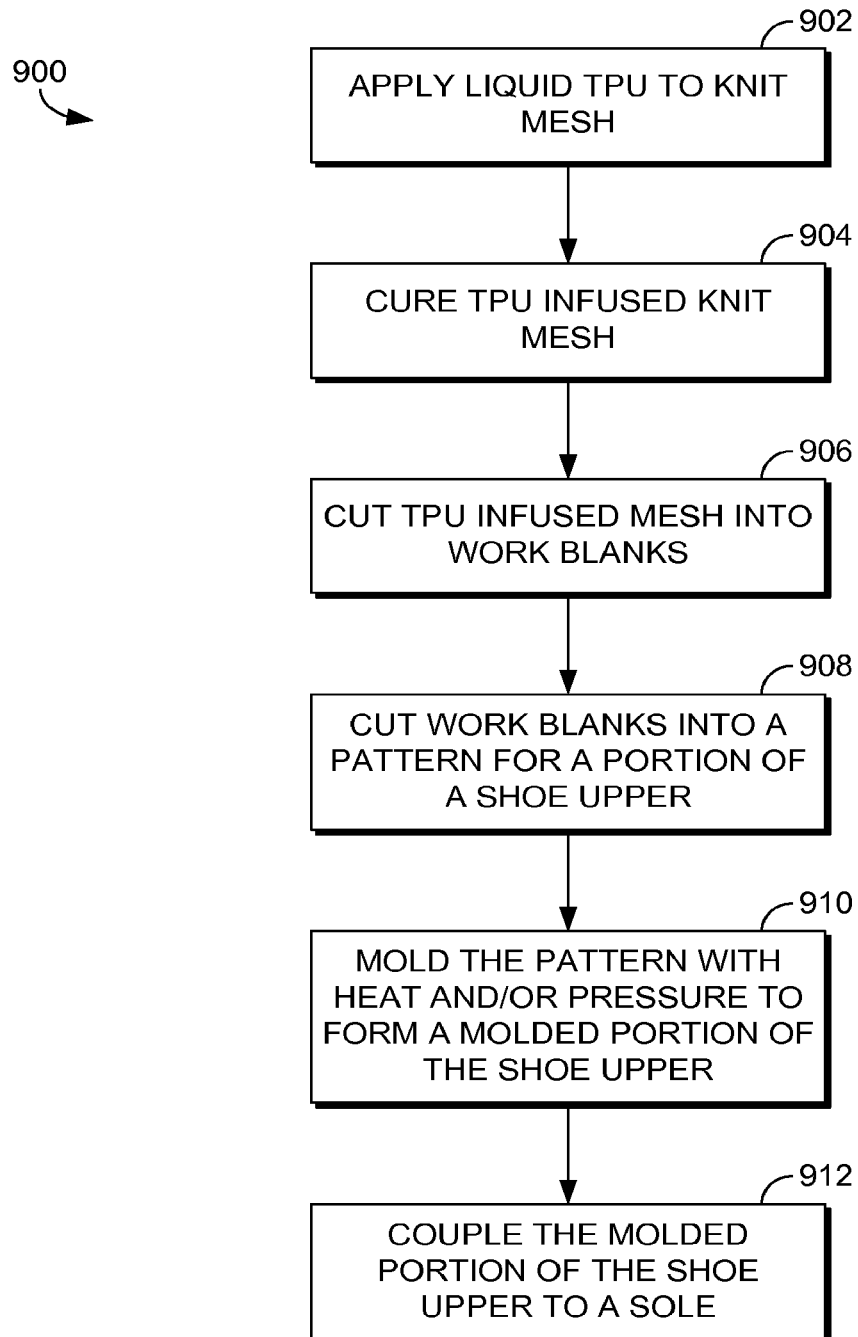 900
902
APPLY LIQUID TPU TO KNIT
MESH
904
CURE TPU INFUSED KNIT
MESH
906
CUT TPU INFUSED MESH INTO
WORK BLANKS
908
CUT WORK BLANKS INTO A
PATTERN FOR A PORTION OF
A SHOE UPPER
910
MOLD THE PATTERN WITH
HEAT AND/OR PRESSURE TO
FORM A MOLDED PORTION OF
THE SHOE UPPER
912
COUPLE THE MOLDED
PORTION OF THE SHOE
UPPER TO A SOLE